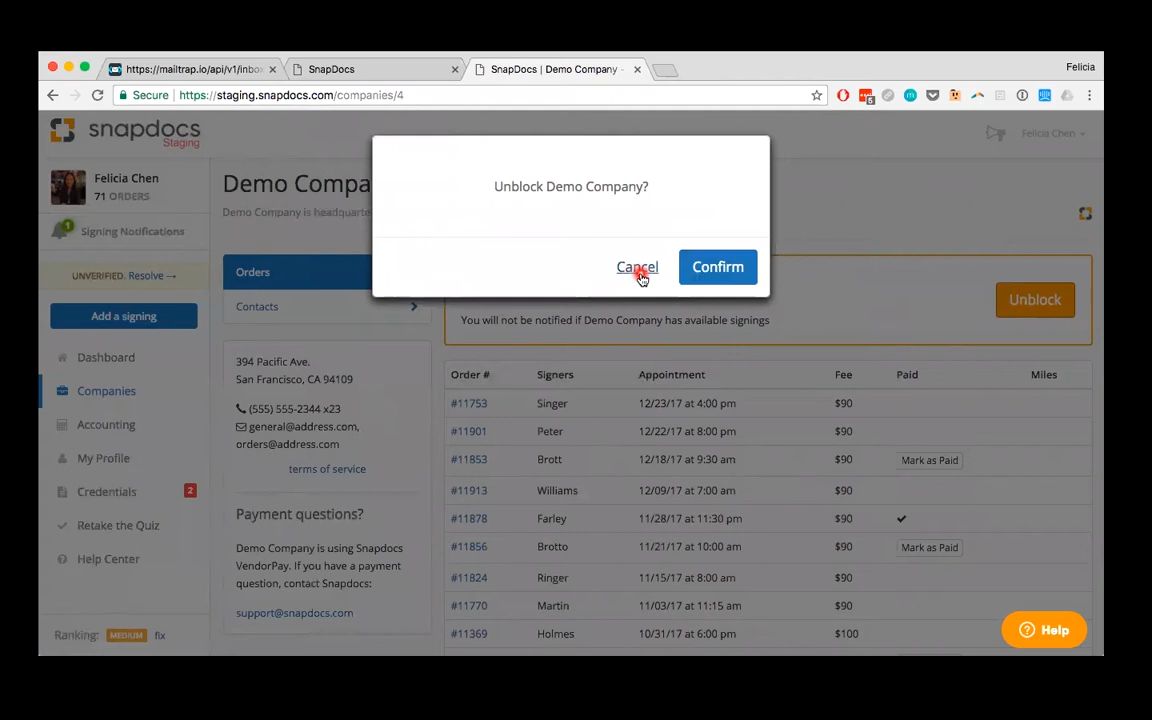 https://mailtrap.io/api/v1/inbo
SnapDocs
SnapDocs | Demo Company -
Felicia
Secure
https://staging.snapdocs.com/companies/4
5
snapdocs
Staging
Felicia Chen
Felicia Chen
71 ORDERS
1
Signing Notifications
UNVERIFIED. Resolve →
Add a signing
Dashboard
Companies
Accounting
My Profile
Credentials
2
Retake the Quiz
Help Center
Ranking: MEDIUM fix
Demo Compa
Demo Company is headquarte
Orders
Contacts
394 Pacific Ave.
San Francisco, CA 94109
(555) 555-2344 x23
general@address.com,
orders@address.com
terms of service
Payment questions?
Demo Company is using Snapdocs
VendorPay. If you have a payment
question, contact Snapdocs:
support@snapdocs.com
Unblock Demo Company?
Cancel
Confirm
You will not be notified if Demo Company has available signings
Unblock
Order # Signers Appointment Fee Paid Miles
#11753 Singer 12/23/17 at 4:00 pm $90
#11901 Peter 12/22/17 at 8:00 pm $90
#11853 Brott 12/18/17 at 9:30 am $90 Mark as Paid
#11913 Williams 12/09/17 at 7:00 am $90
#11878 Farley 11/28/17 at 11:30 pm $90 ✔
#11856 Brotto 11/21/17 at 10:00 am $90 Mark as Paid
#11824 Ringer 11/15/17 at 8:00 am $90
#11770 Martin 11/03/17 at 11:15 am $90
#11369 Holmes 10/31/17 at 6:00 pm $100
Help